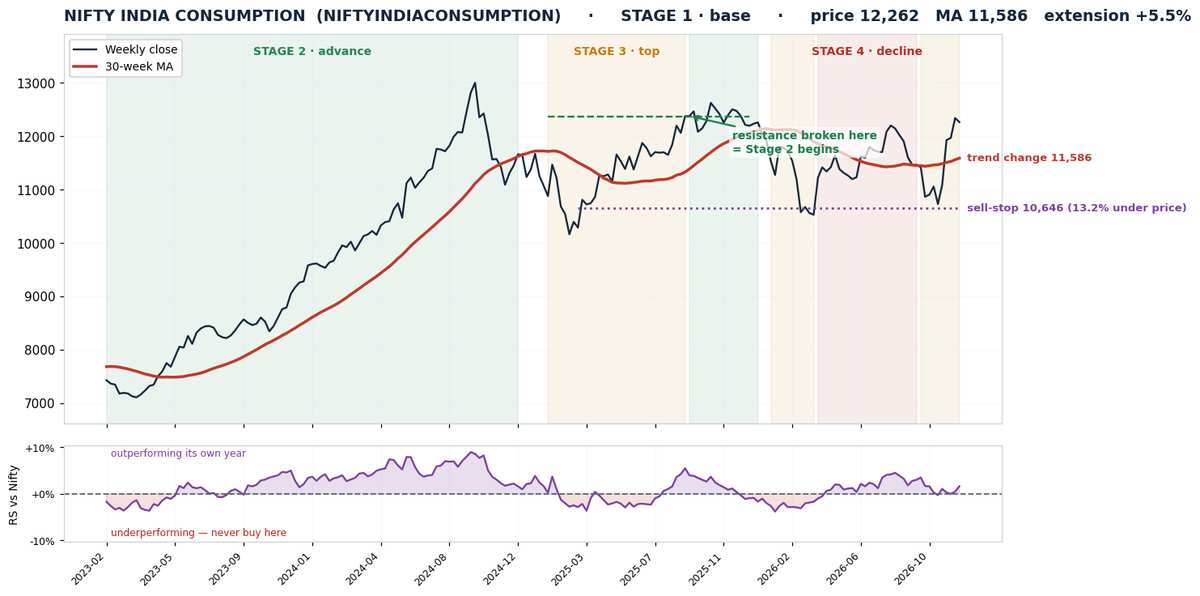 NIFTY INDIA CONSUMPTION (NIFTYINDIACONSUMPTION) · STAGE 1 · base · price 12,262 MA 11,586 extension +5.5%
Weekly close
30-week MA
STAGE 2 · advance
STAGE 3 · top
STAGE 4 · decline
13000
12000
11000
10000
9000
8000
7000
resistance broken here
= Stage 2 begins
trend change 11,586
sell-stop 10,646 (13.2% under price)
RS vs Nifty
+10%
+0%
-10%
outperforming its own year
underperforming — never buy here
2023-02
2023-05
2023-09
2024-01
2024-04
2024-08
2024-12
2025-03
2025-07
2025-11
2026-02
2026-06
2026-10